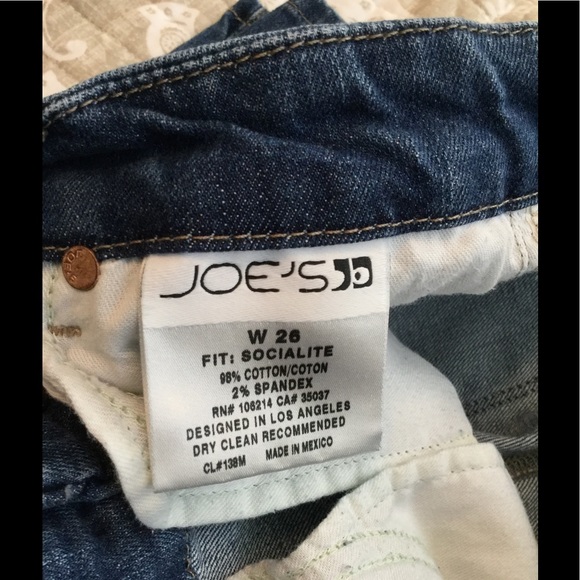 JOE'S
W 26
FIT: SOCIALITE
98% COTTON/COTON
2% SPANDEX
RN# 106214 CA# 35037
DESIGNED IN LOS ANGELES
DRY CLEAN RECOMMENDED
CL#138M MADE IN MEXICO